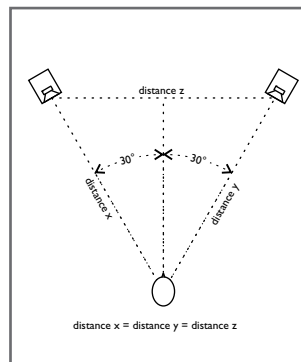 distance z
30°
30°
distance x
distance y
distance x = distance y = distance z